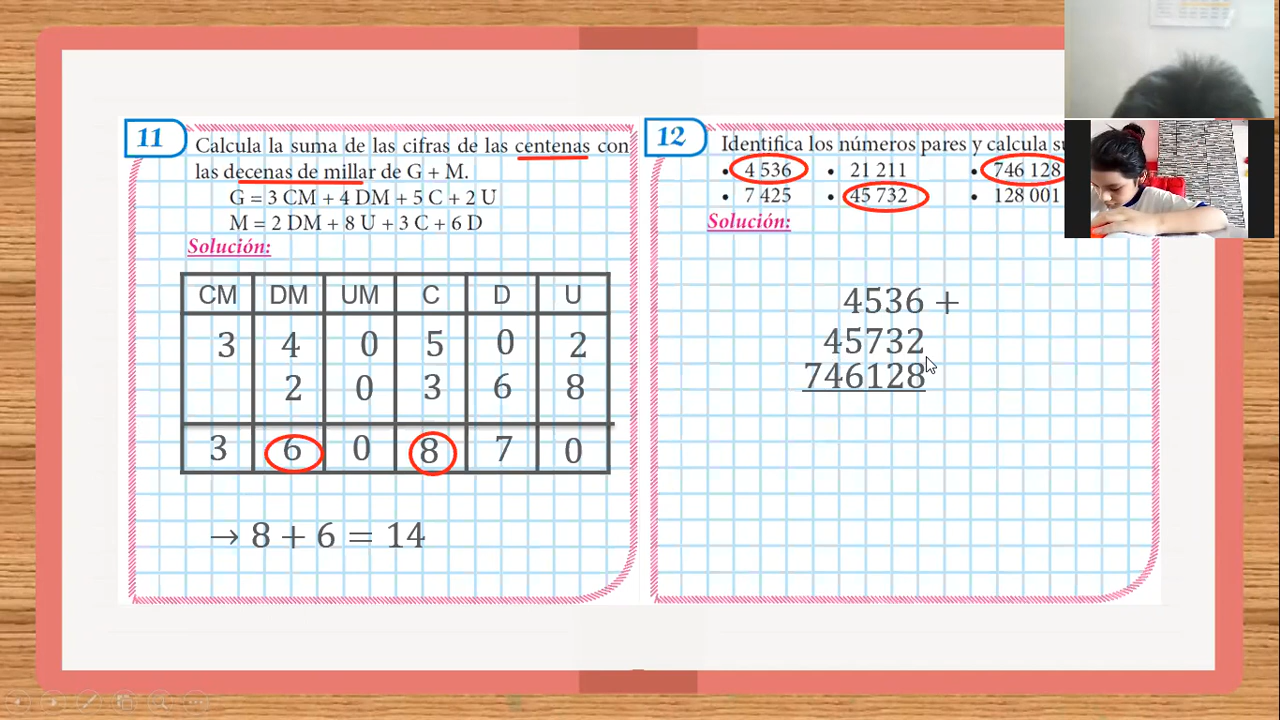 11
Calcula la suma de las cifras de las centenas con
las decenas de millar de G + M.
G = 3 CM + 4 DM + 5 C + 2 U
M = 2 DM + 8 U + 3 C + 6 D
Solución:
CM DM UM C D U
3 4 0 5 0 2
2 0 3 6 8
3 6 0 8 7 0
→ 8 + 6 = 14
12
Identifica los números pares y calcula
• 4 536 • 21 211 • 746 128
• 7 425 • 45 732 • 128 001
Solución:
4536 +
45732
746128